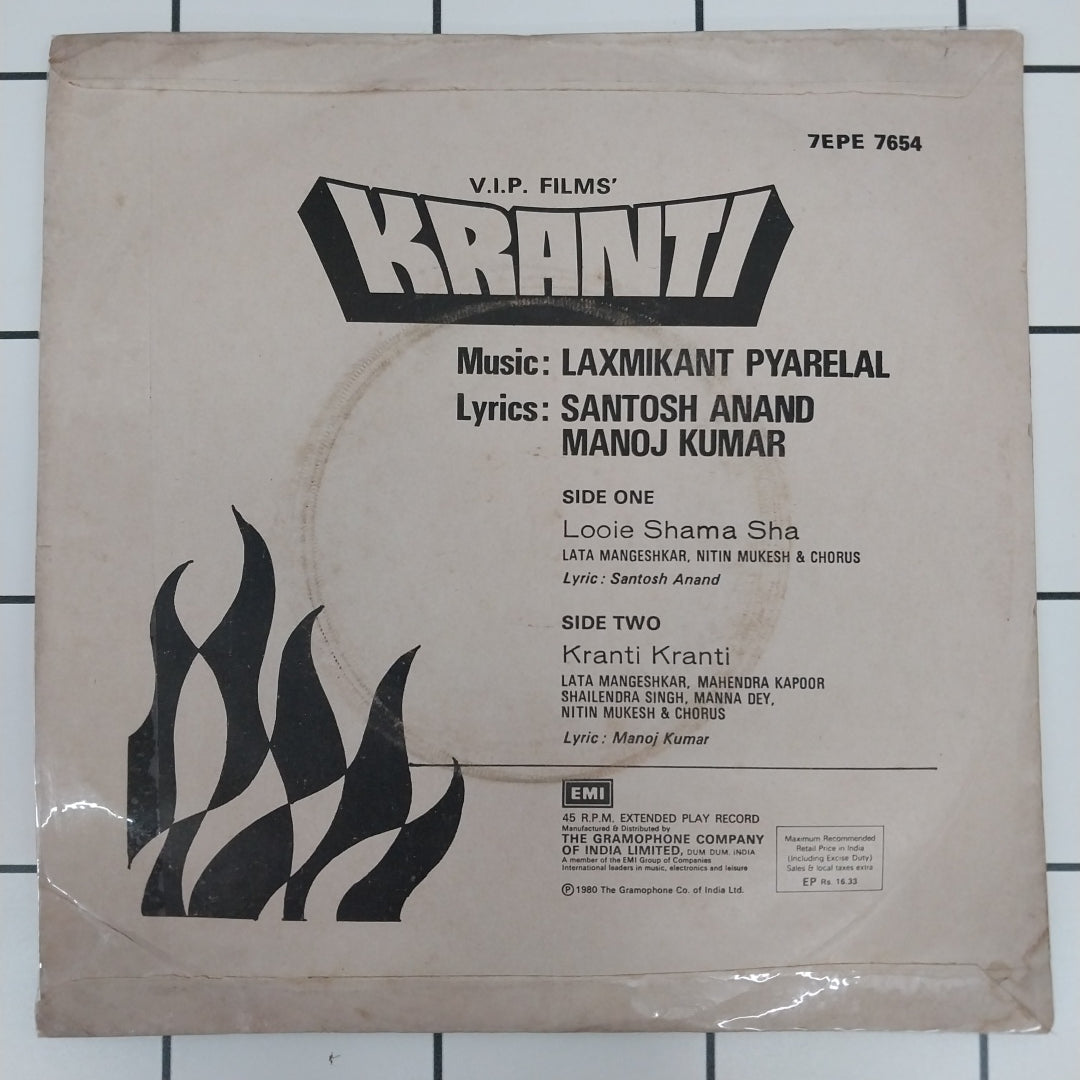 7EPE 7654
V.I.P. FILMS'
KRANTI
Music: LAXMIKANT PYARELAL
Lyrics: SANTOSH ANAND
MANOJ KUMAR
SIDE ONE
Looie Shama Sha
LATA MANGESHKAR, NITIN MUKESH & CHORUS
Lyric: Santosh Anand
SIDE TWO
Kranti Kranti
LATA MANGESHKAR, MAHENDRA KAPOOR
SHAILENDRA SINGH, MANNA DEY,
NITIN MUKESH & CHORUS
Lyric: Manoj Kumar
EMI
45 R.P.M. EXTENDED PLAY RECORD
Manufactured & Distributed by
THE GRAMOPHONE COMPANY
OF INDIA LIMITED, DUM DUM, INDIA
A member of the EMI Group of Companies
International leaders in music, electronics and leisure
Ⓟ 1980 The Gramophone Co. of India Ltd.
Maximum Recommended
Retail Price in India
(Including Excise Duty)
Sales & local taxes extra
EP Rs. 16.33